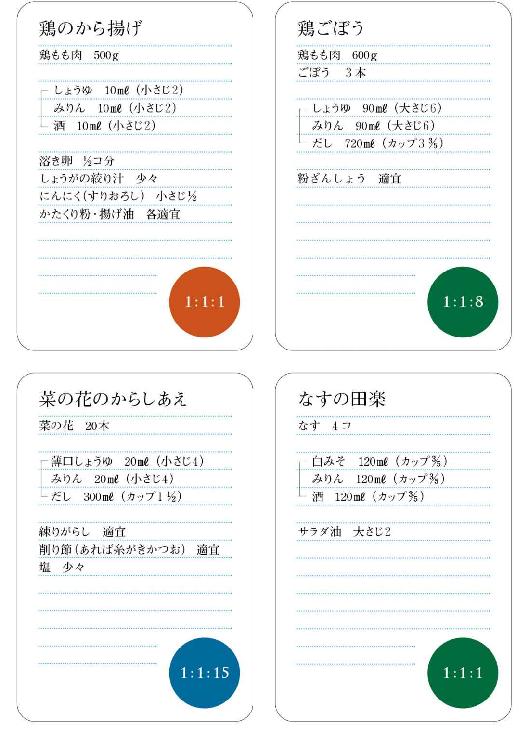 鶏のから揚げ
鶏もも肉　500g
しょうゆ　10㎖（小さじ2）
みりん　10㎖（小さじ2）
酒　10㎖（小さじ2）
溶き卵　½コ分
しょうがの絞り汁　少々
にんにく（すりおろし）　小さじ½
かたくり粉・揚げ油　各適宜
1:1:1
鶏ごぼう
鶏もも肉　600g
ごぼう　3本
しょうゆ　90㎖（大さじ6）
みりん　90㎖（大さじ6）
だし　720㎖（カップ3⅗）
粉ざんしょう　適宜
1:1:8
菜の花のからしあえ
菜の花　20本
薄口しょうゆ　20㎖（小さじ4）
みりん　20㎖（小さじ4）
だし　300㎖（カップ1½）
練りがらし　適宜
削り節（あれば糸がきかつお）　適宜
塩　少々
1:1:15
なすの田楽
なす　4コ
白みそ　120㎖（カップ⅗）
みりん　120㎖（カップ⅗）
酒　120㎖（カップ⅗）
サラダ油　大さじ2
1:1:1